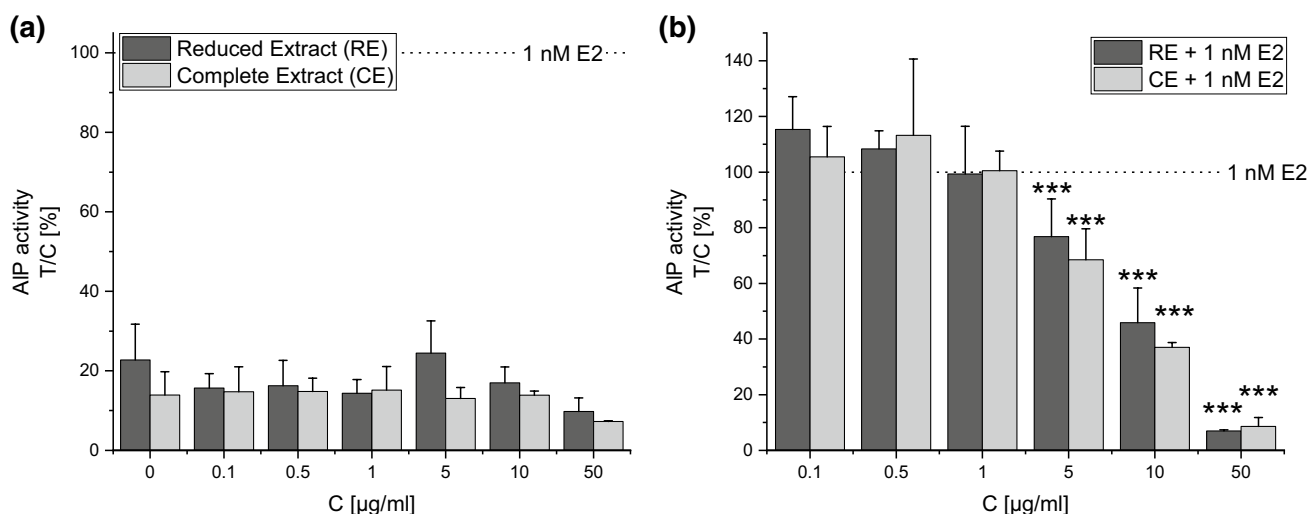 (a)
Reduced Extract (RE)
Complete Extract (CE)
1 nM E2
100
80
60
40
20
0
AlP activity
T/C [%]
0 0.1 0.5 1 5 10 50
C [µg/ml]
(b)
RE + 1 nM E2
CE + 1 nM E2
1 nM E2
140
120
100
80
60
40
20
0
AlP activity
T/C [%]
*** ***
*** ***
*** ***
0.1 0.5 1 5 10 50
C [µg/ml]